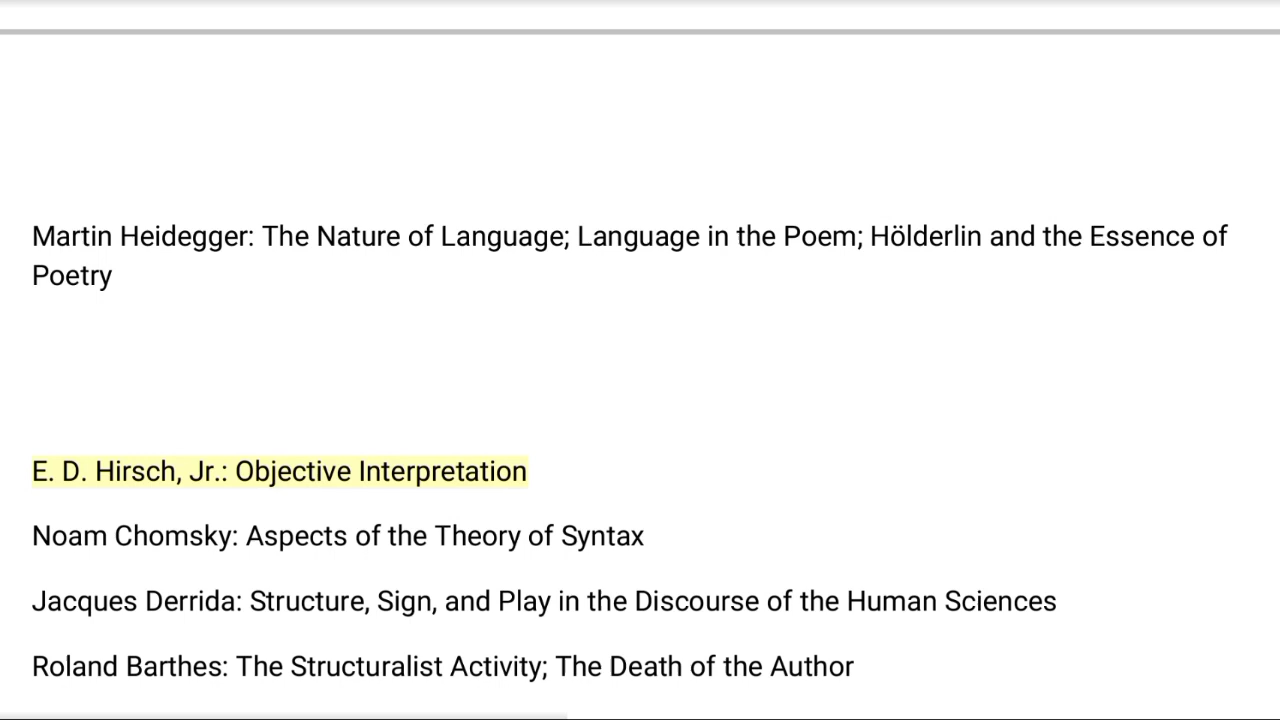 Martin Heidegger: The Nature of Language; Language in the Poem; Hölderlin and the Essence of
Poetry
E. D. Hirsch, Jr.: Objective Interpretation
Noam Chomsky: Aspects of the Theory of Syntax
Jacques Derrida: Structure, Sign, and Play in the Discourse of the Human Sciences
Roland Barthes: The Structuralist Activity; The Death of the Author